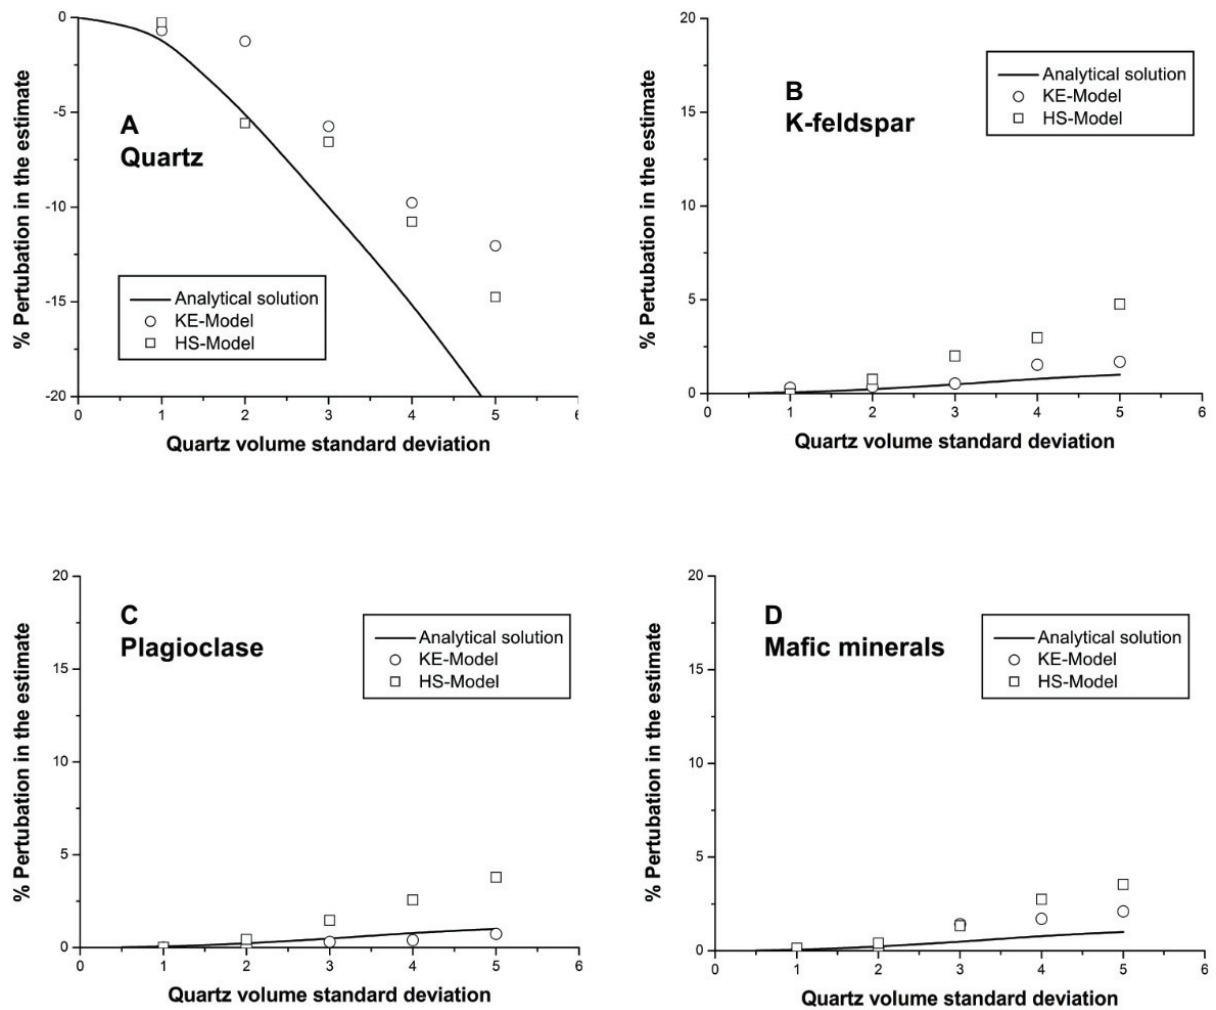 A
Quartz
% Pertubation in the estimate
0
-5
-10
-15
-20
Analytical solution
KE-Model
HS-Model
0 1 2 3 4 5
Quartz volume standard deviation
B
K-feldspar
% Pertubation in the estimate
20
15
10
5
0
Analytical solution
KE-Model
HS-Model
0 1 2 3 4 5 6
Quartz volume standard deviation
C
Plagioclase
% Pertubation in the estimate
20
15
10
5
0
Analytical solution
KE-Model
HS-Model
0 1 2 3 4 5 6
Quartz volume standard deviation
D
Mafic minerals
% Pertubation in the estimate
20
15
10
5
0
Analytical solution
KE-Model
HS-Model
0 1 2 3 4 5 6
Quartz volume standard deviation